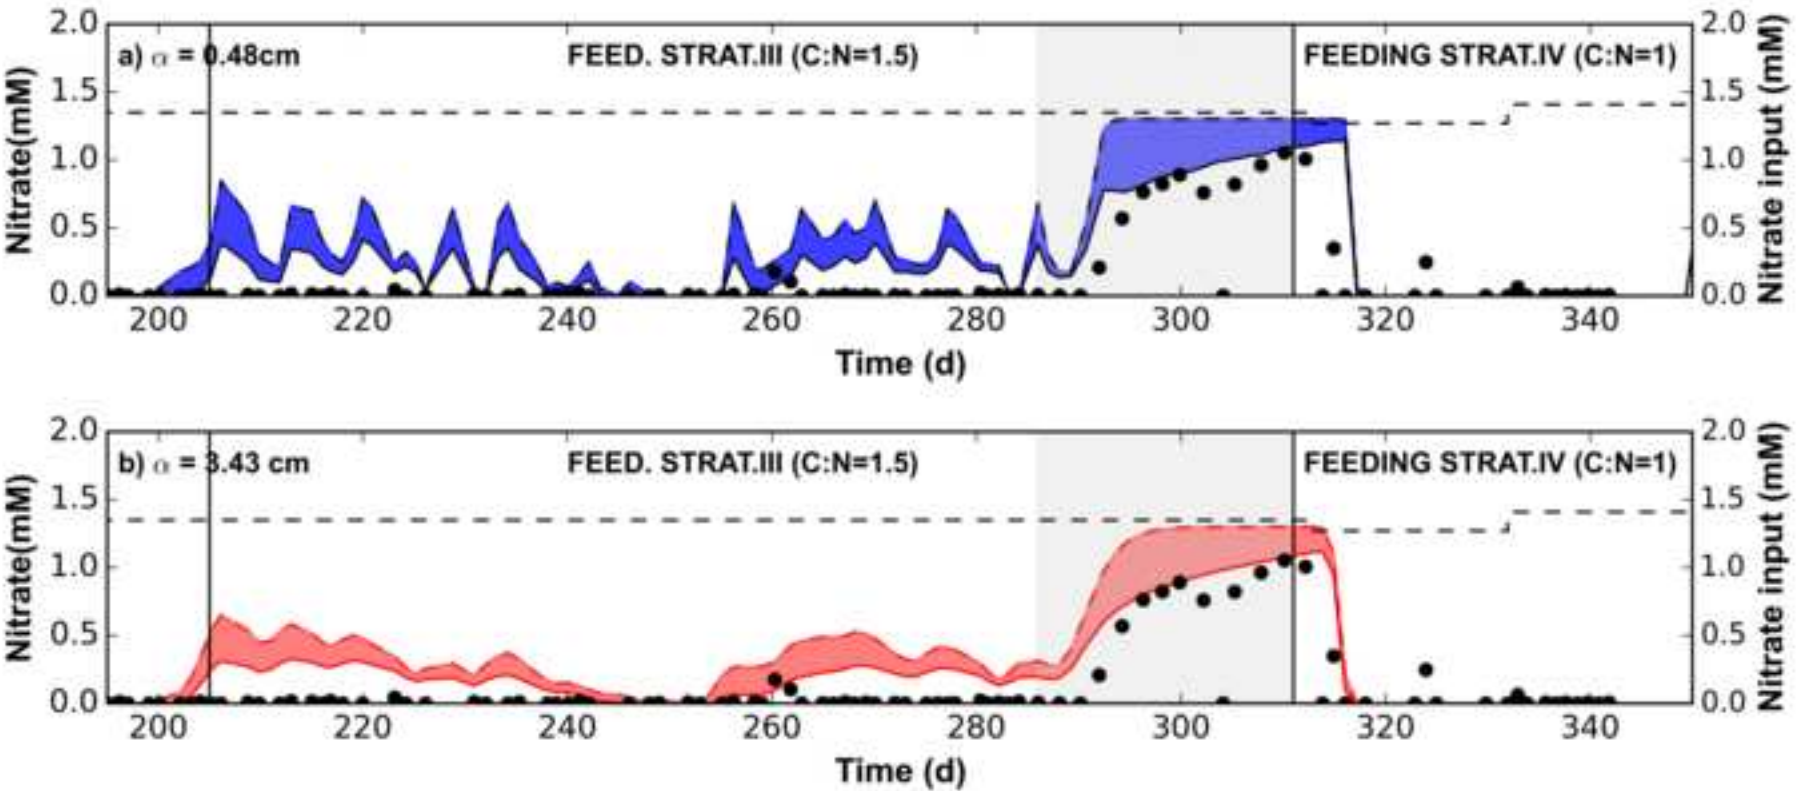 2.0 2.0
a) α = 0.48cm FEED. STRAT.III (C:N=1.5) FEEDING STRAT.IV (C:N=1)
1.5 1.5
1.0 1.0
0.5 0.5
0.0 0.0
Nitrate(mM)
Nitrate input (mM)
200 220 240 260 280 300 320 340
Time (d)
2.0 2.0
b) α = 3.43 cm FEED. STRAT.III (C:N=1.5) FEEDING STRAT.IV (C:N=1)
1.5 1.5
1.0 1.0
0.5 0.5
0.0 0.0
Nitrate(mM)
Nitrate input (mM)
200 220 240 260 280 300 320 340
Time (d)